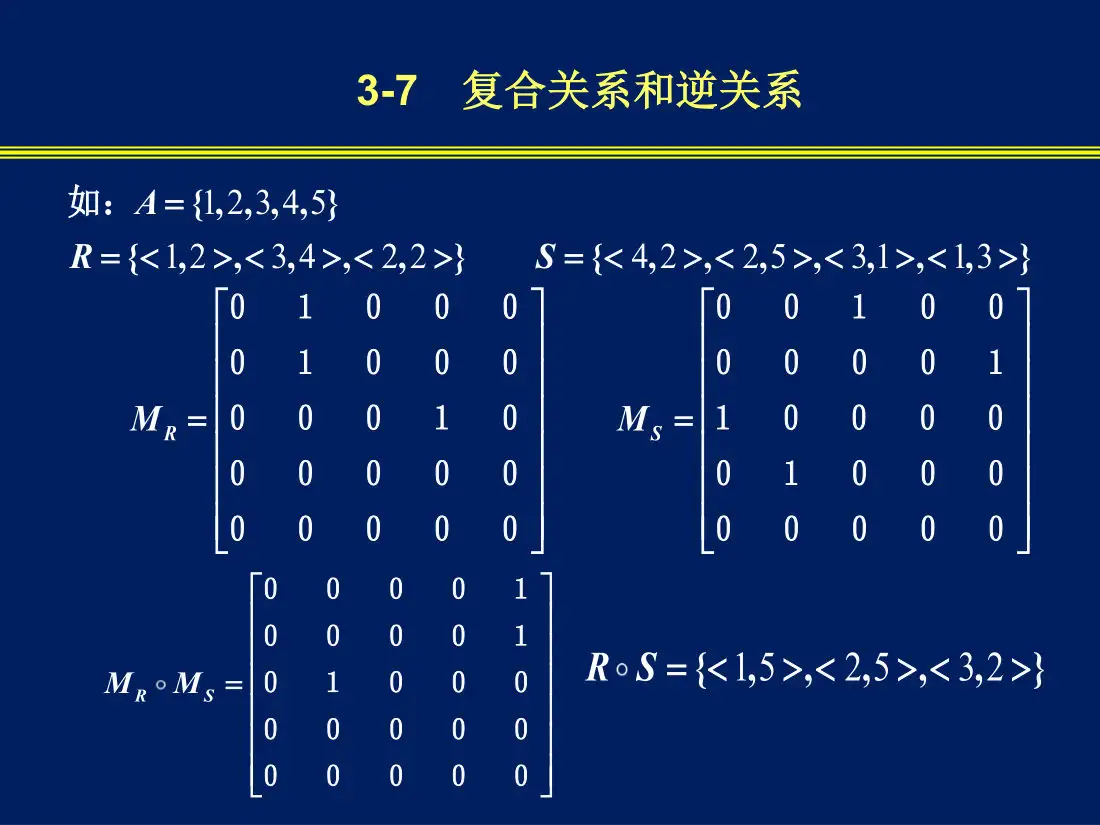 3-7 复合关系和逆关系
如：A={1,2,3,4,5}
R={<1,2>,<3,4>,<2,2>} S={<4,2>,<2,5>,<3,1>,<1,3>}
0 1 0 0 0 0 0 1 0 0
0 1 0 0 0 0 0 0 0 1
M_R= 0 0 0 1 0 M_S= 1 0 0 0 0
0 0 0 0 0 0 1 0 0 0
0 0 0 0 0 0 0 0 0 0
0 0 0 0 1
0 0 0 0 1
M_R∘M_S= 0 1 0 0 0 R∘S={<1,5>,<2,5>,<3,2>}
0 0 0 0 0
0 0 0 0 0